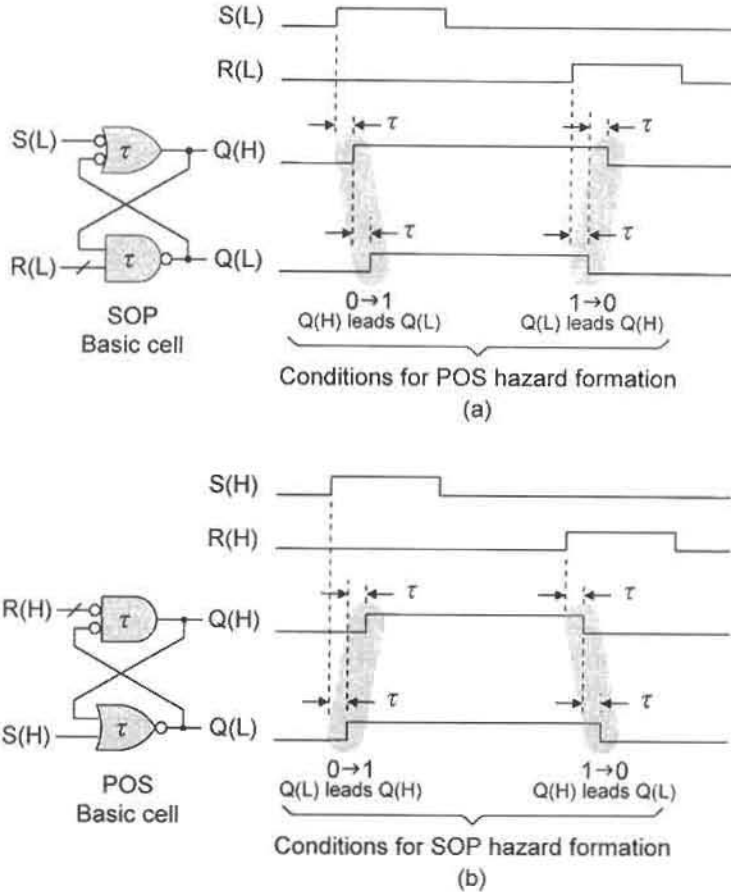 S(L)
R(L)
τ
τ
S(L)
τ
Q(H)
τ
τ
R(L)
τ
Q(L)
SOP
Basic cell
0→1
Q(H) leads Q(L)
1→0
Q(L) leads Q(H)
Conditions for POS hazard formation
(a)
S(H)
R(H)
τ
τ
R(H)
τ
Q(H)
τ
τ
S(H)
τ
Q(L)
POS
Basic cell
0→1
Q(L) leads Q(H)
1→0
Q(H) leads Q(L)
Conditions for SOP hazard formation
(b)